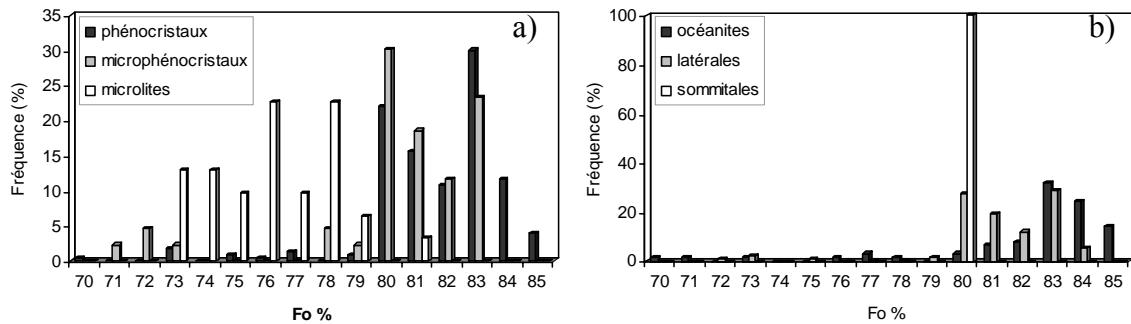 a)
phénocristaux
microphénocristaux
microlites
Fréquence (%)
35
30
25
20
15
10
5
0
70 71 72 73 74 75 76 77 78 79 80 81 82 83 84 85
Fo %
b)
océanites
latérales
sommitales
Fréquence (%)
100
80
60
40
20
0
70 71 72 73 74 75 76 77 78 79 80 81 82 83 84 85
Fo %